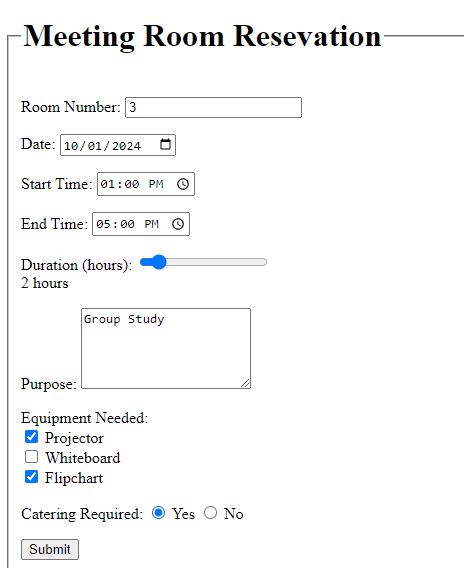 Meeting Room Resevation
Room Number: 3
Date: 10/01/2024
Start Time: 01:00 PM
End Time: 05:00 PM
Duration (hours):
2 hours
Group Study
Purpose:
Equipment Needed:
Projector
Whiteboard
Flipchart
Catering Required: Yes No
Submit